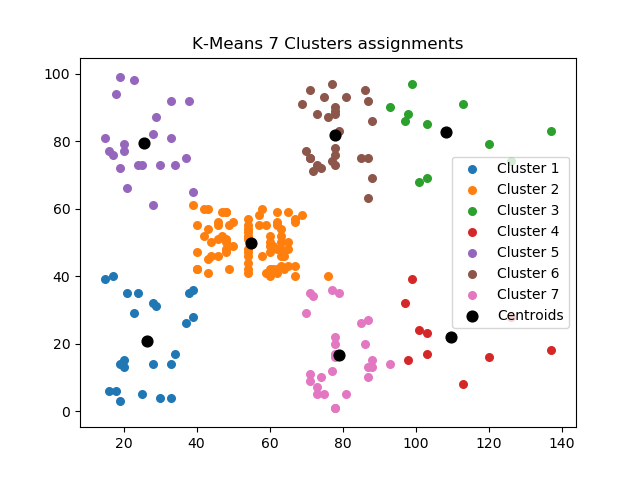 K-Means 7 Clusters assignments
100
80
60
40
20
0
20
40
60
80
100
120
140
Cluster 1
Cluster 2
Cluster 3
Cluster 4
Cluster 5
Cluster 6
Cluster 7
Centroids